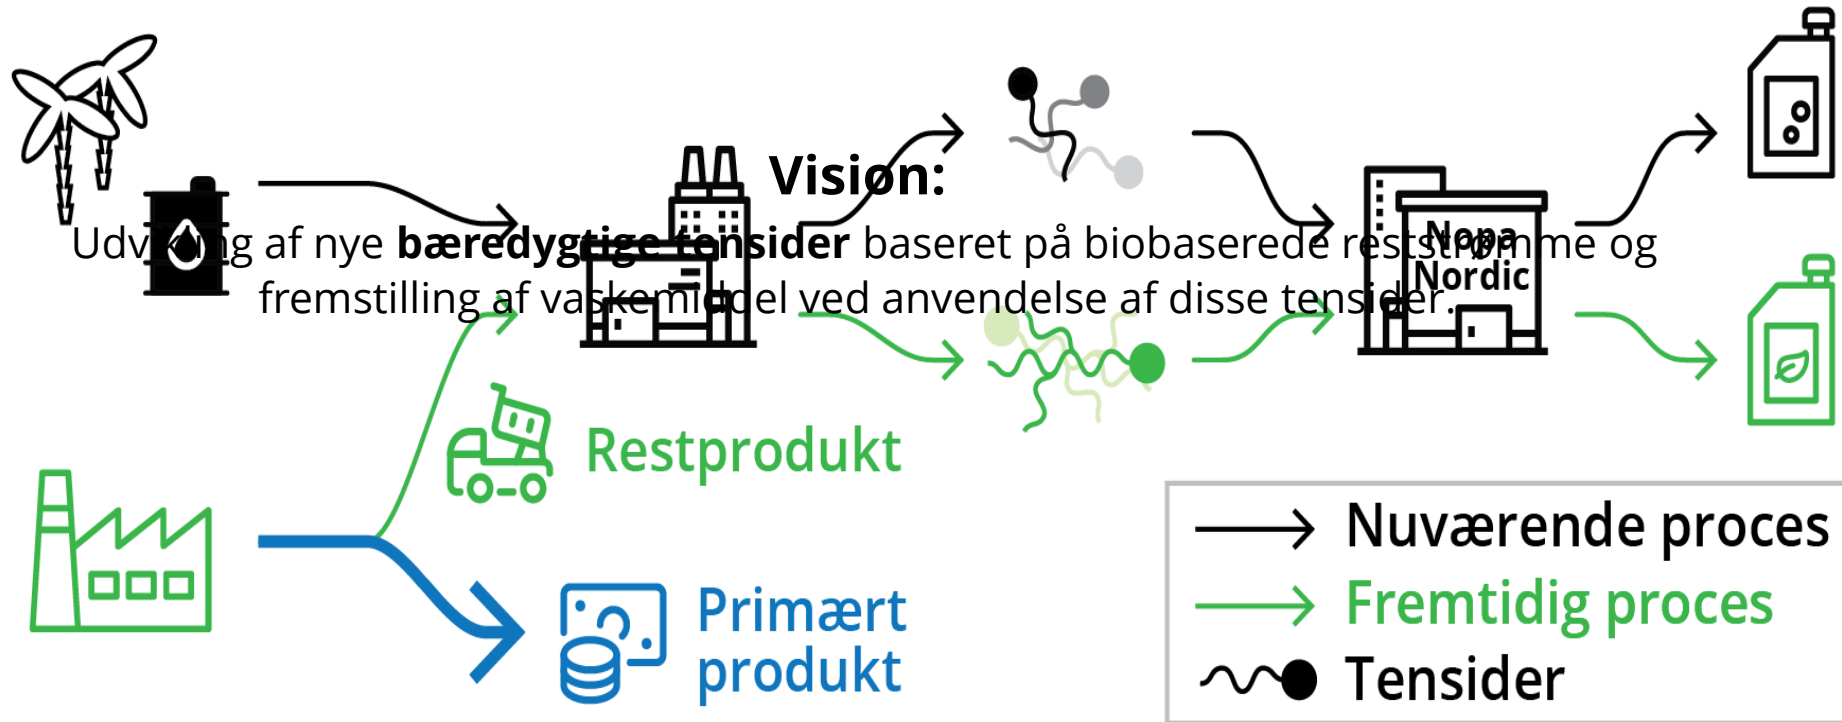 Vision:
Udvikling af nye bæredygtige tensider baseret på biobaserede reststrømme og
fremstilling af vaskemiddel ved anvendelse af disse tensider.
Nopa
Nordic
Restprodukt
Primært
produkt
Nuværende proces
Fremtidig proces
Tensider